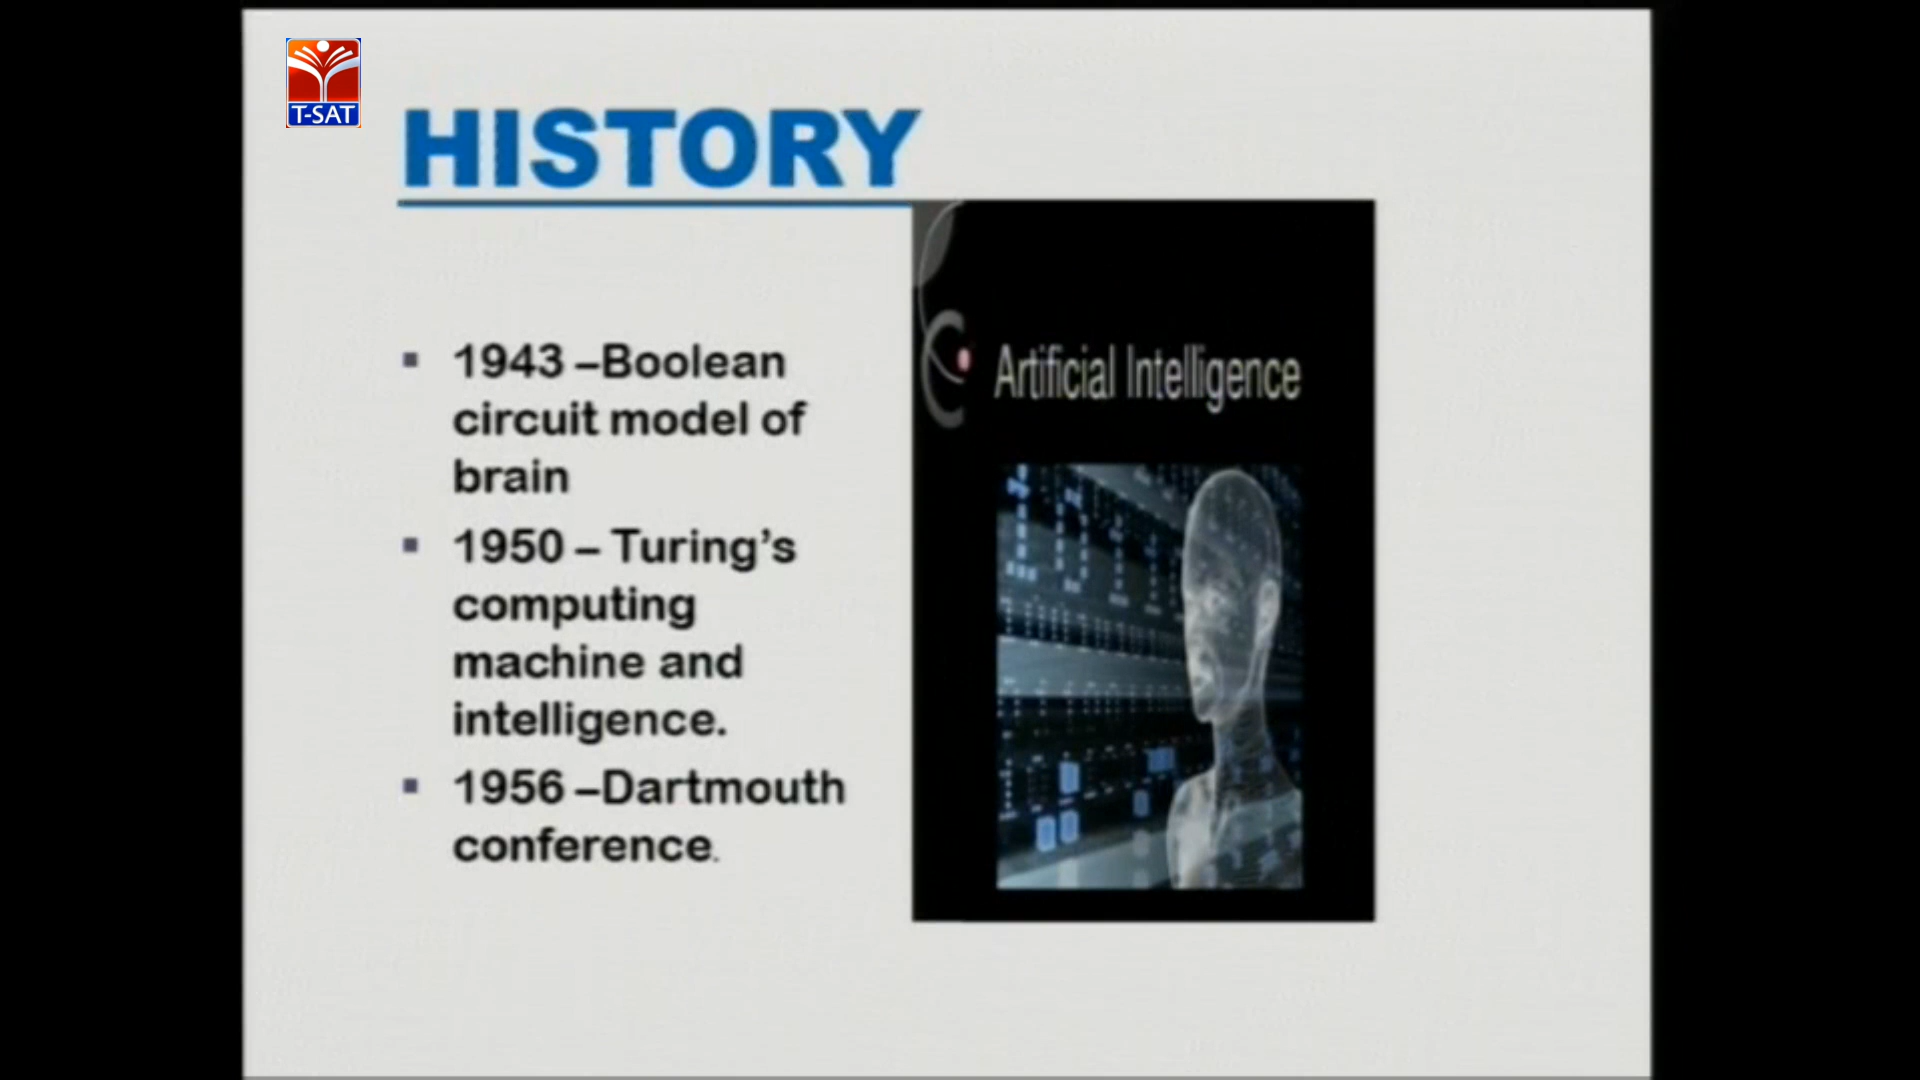 T-SAT
HISTORY
1943 –Boolean
circuit model of
brain
1950 – Turing's
computing
machine and
intelligence.
1956 –Dartmouth
conference.
Artificial Intelligence